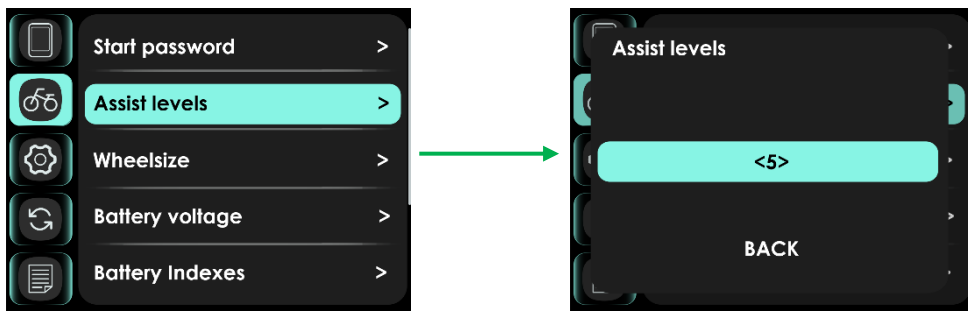 Start password >
Assist levels >
Wheelsize >
Battery voltage >
Battery Indexes >
Assist levels
<5>
BACK